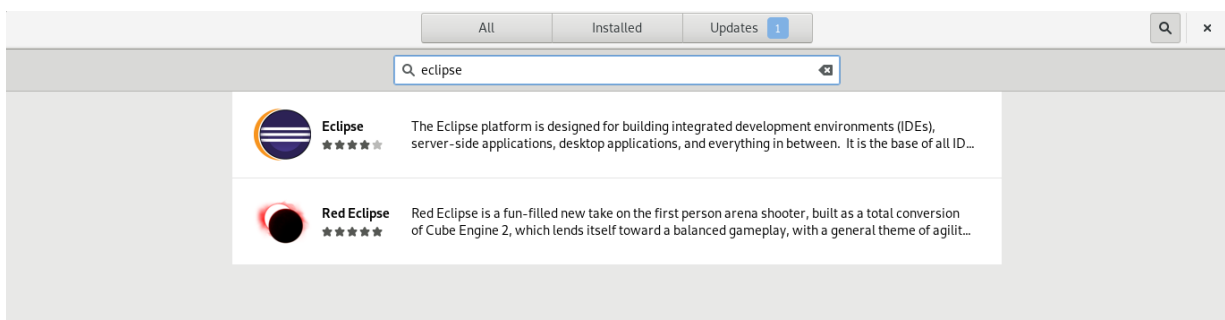 All Installed Updates 1
eclipse
Eclipse
The Eclipse platform is designed for building integrated development environments (IDEs),
server-side applications, desktop applications, and everything in between. It is the base of all ID...
Red Eclipse
Red Eclipse is a fun-filled new take on the first person arena shooter, built as a total conversion
of Cube Engine 2, which lends itself toward a balanced gameplay, with a general theme of agilit...